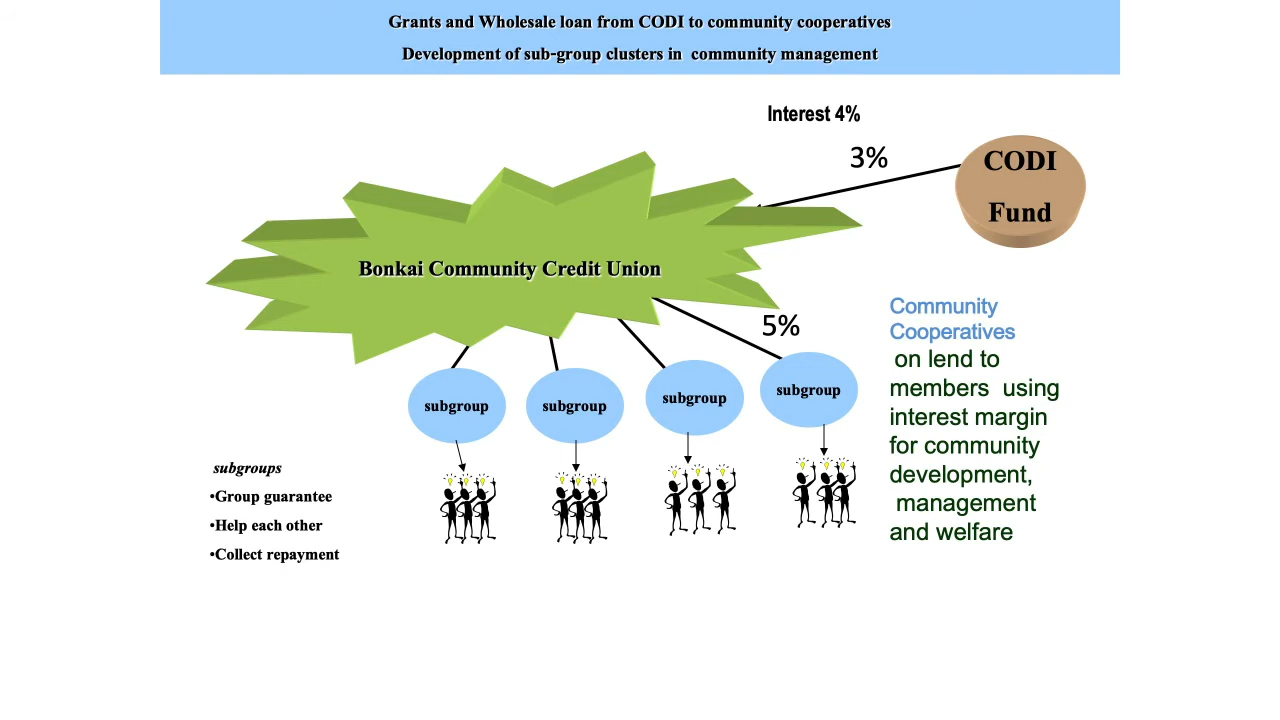 Grants and Wholesale loan from CODI to community cooperatives
Development of sub-group clusters in community management
Interest 4%
3%
CODI
Fund
Bonkai Community Credit Union
5%
Community
Cooperatives
on lend to
members using
interest margin
for community
development,
management
and welfare
subgroup
subgroup
subgroup
subgroup
subgroups
•Group guarantee
•Help each other
•Collect repayment